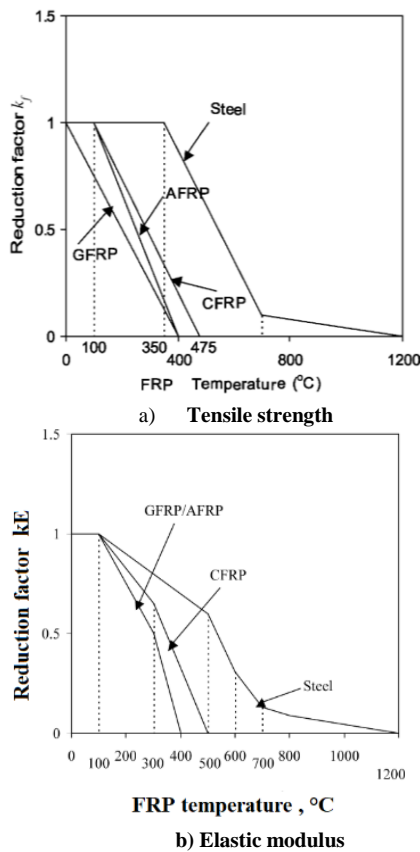 1.5
Reduction factor kf
1
0.5
0
Steel
AFRP
GFRP
CFRP
0 100 350 400 475 800 1200
FRP Temperature (°C)
a) Tensile strength
1.5
Reduction factor kE
1
0.5
0
GFRP/AFRP
CFRP
Steel
0 100 200 300 400 500 600 700 800 1000 1200
FRP temperature , °C
b) Elastic modulus